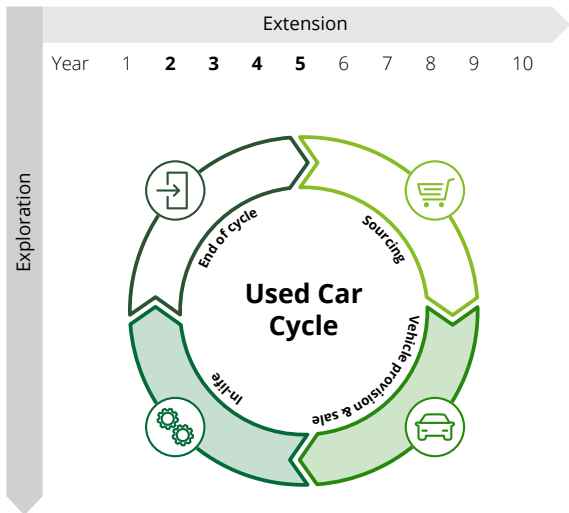 Extension
Year 1 2 3 4 5 6 7 8 9 10
Exploration
End of cycle
Sourcing
Used Car
Cycle
In-life
Vehicle provision & sale